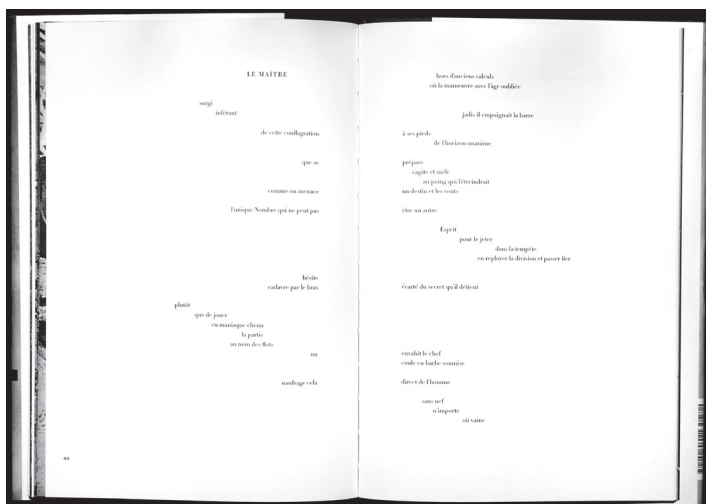 LE MAÎTRE
surgi
inférant
de cette conflagration
que se
comme on menace
l'unique Nombre qui ne peut pas
hésite
cadavre par le bras
plutôt
que de jouer
en maniaque chenu
la partie
au nom des flots
un
naufrage cela
40
hors d'anciens calculs
où la manœuvre avec l'âge oubliée
jadis il empoignait la barre
à ses pieds
de l'horizon unanime
prépare
s'agite et mêle
au poing qui l'étreindrait
un destin et les vents
être un autre
Esprit
pour le jeter
dans la tempête
en reployer la division et passer fier
écarté du secret qu'il détient
envahit le chef
coule en barbe soumise
direct de l'homme
sans nef
n'importe
où vaine